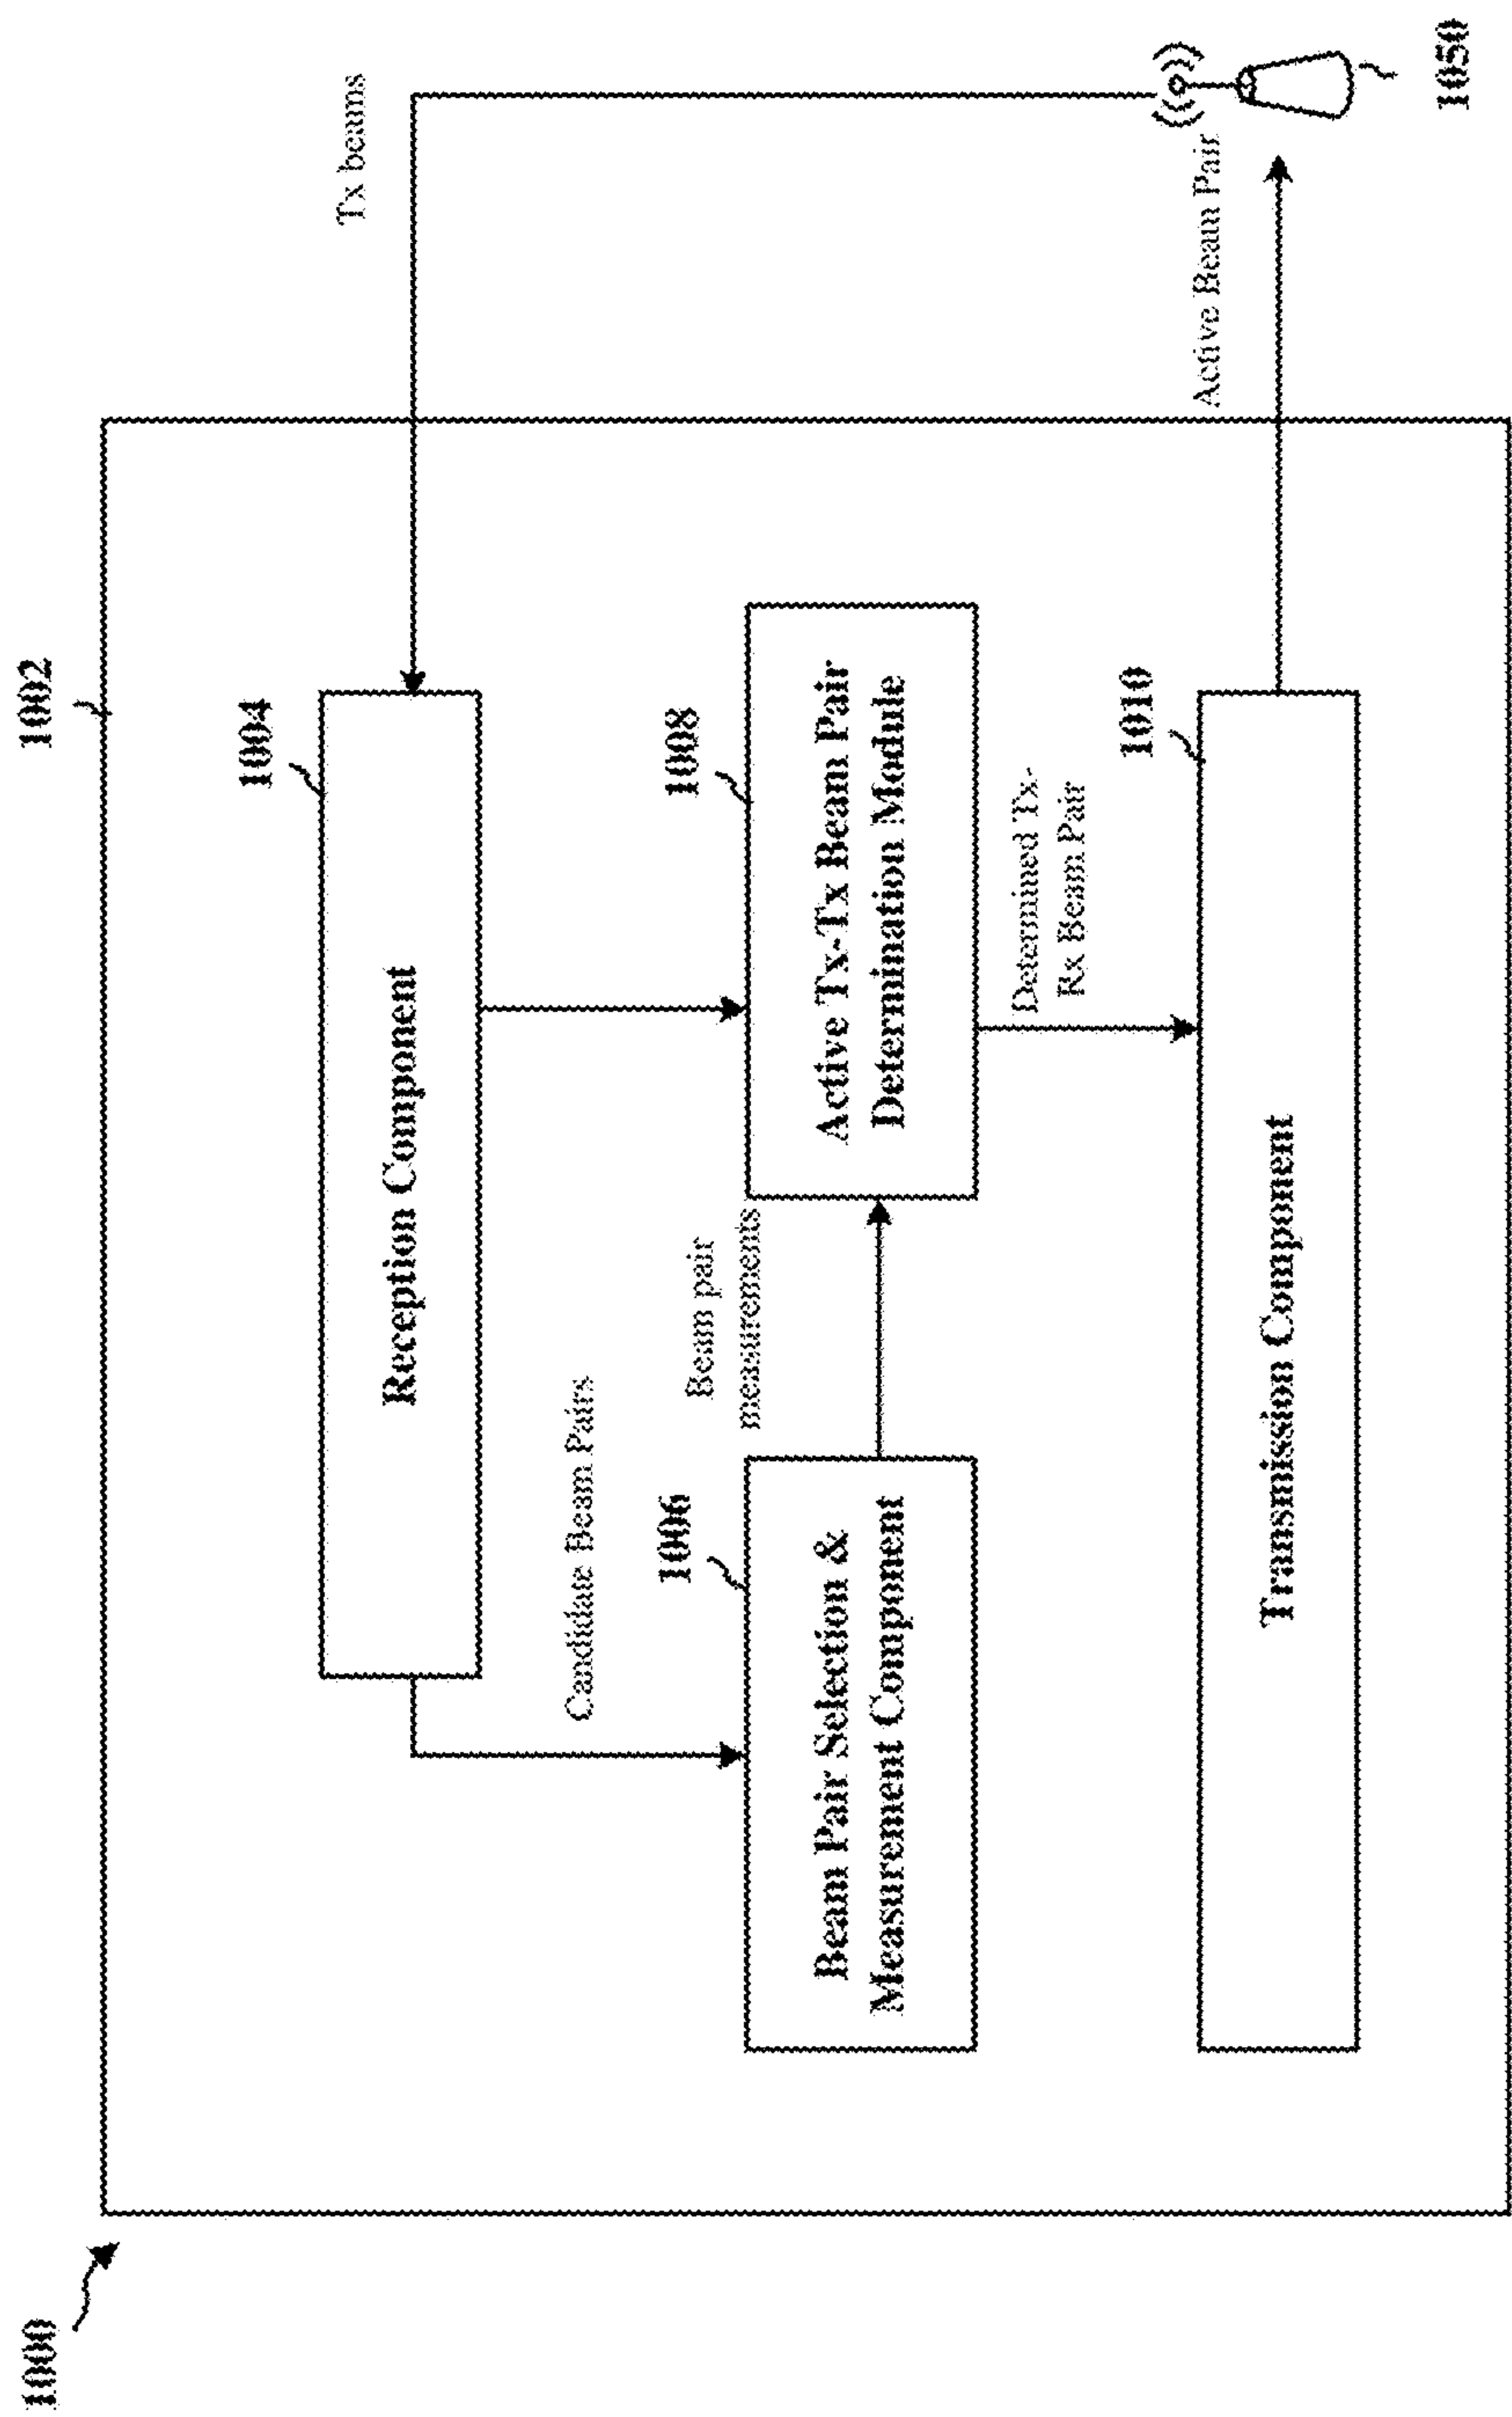 1000
1002
Tx beams
1004
Reception Component
Candidate Beam Pairs
1006
Beam Pair Selection &
Measurement Component
Beam pair
measurements
1008
Active Tx-Tx Beam Pair
Determination Module
Determined Tx-
Rx Beam Pair
1010
Transmission Component
Active Beam Pair
1050